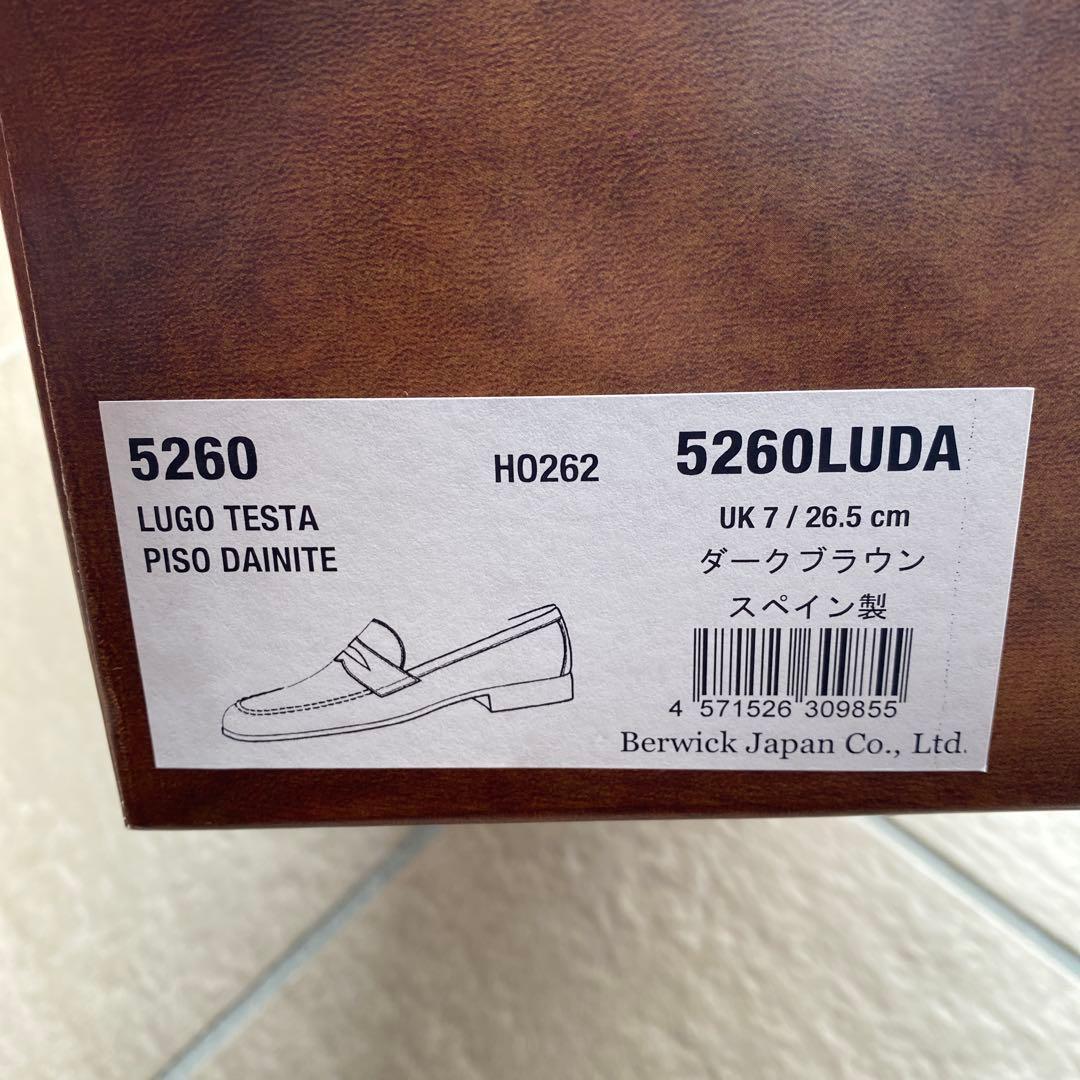 5260
LUGO TESTA
PISO DAINITE
HO262
5260LUDA
UK 7 / 26.5 cm
ダークブラウン
スペイン製
4 571526 309855
Berwick Japan Co., Ltd.